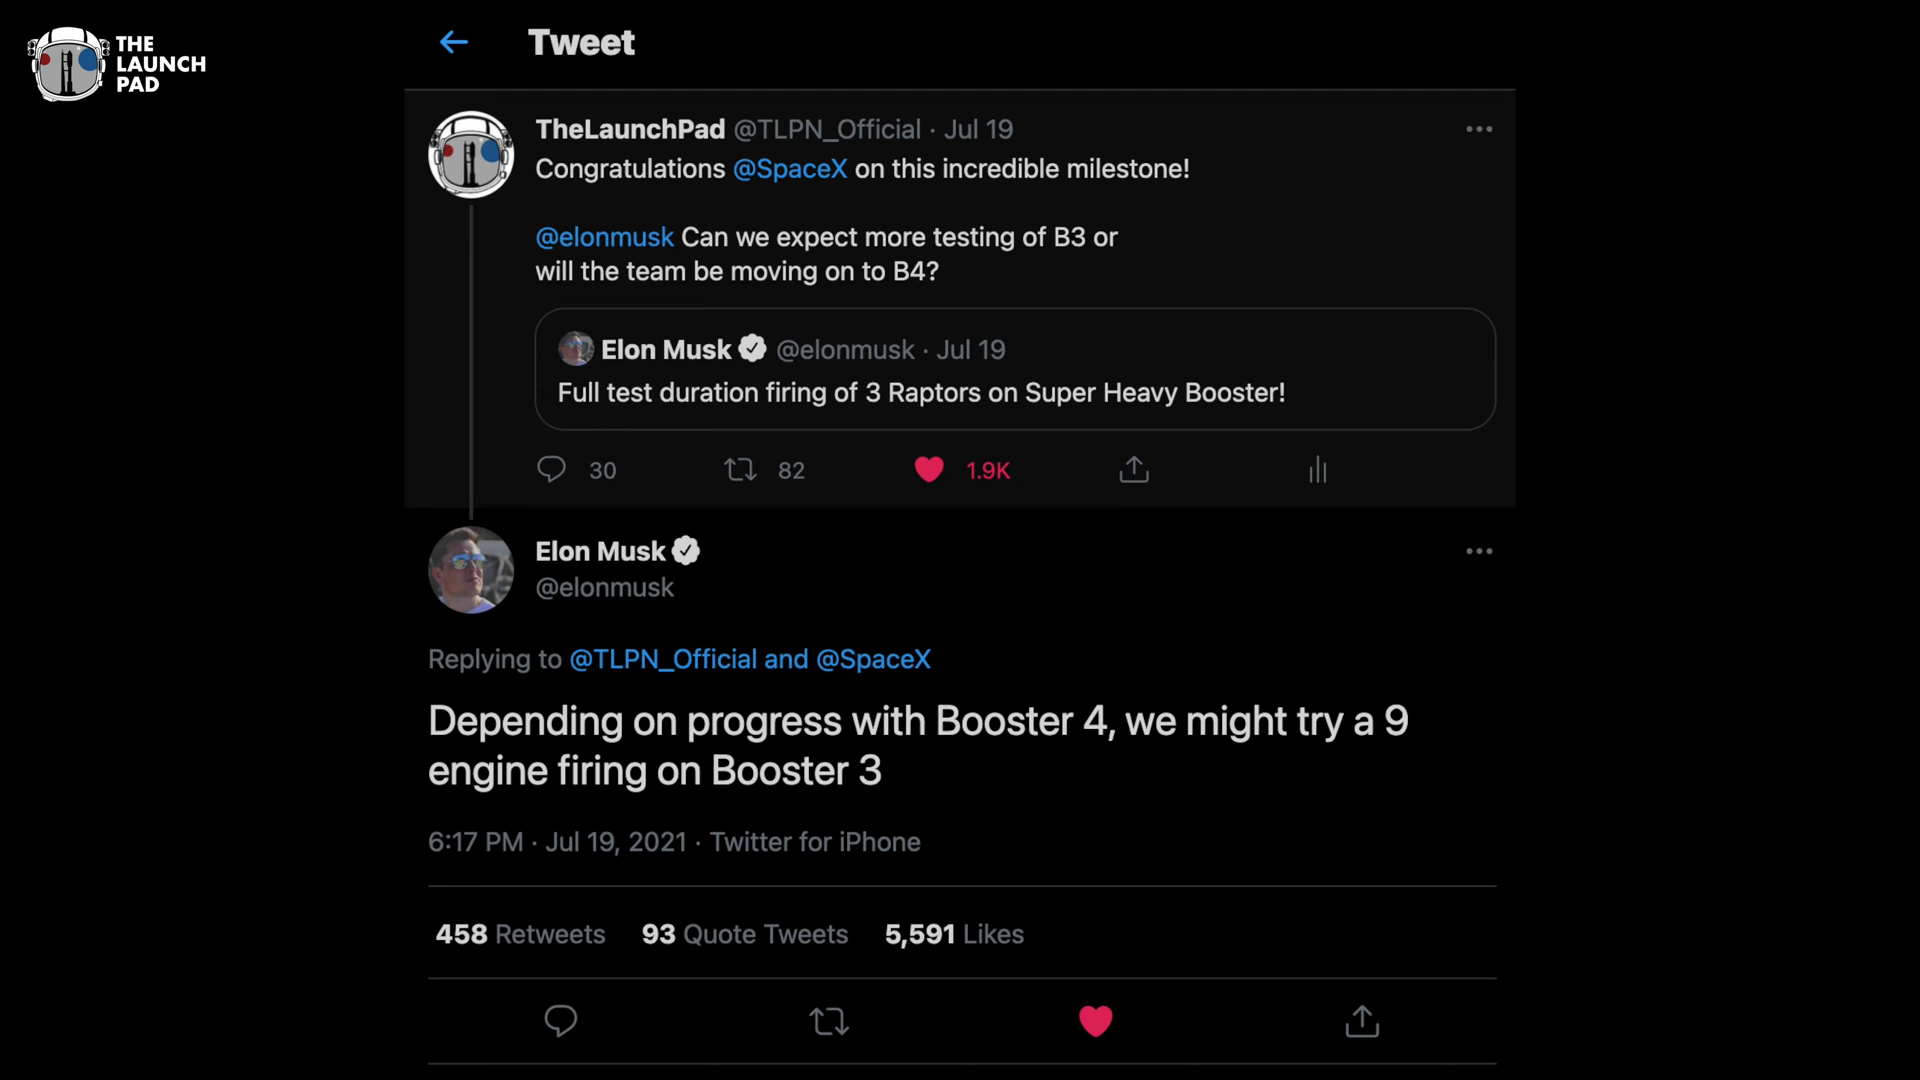 THE
LAUNCH
PAD
Tweet
TheLaunchPad @TLPN_Official · Jul 19
Congratulations @SpaceX on this incredible milestone!
@elonmusk Can we expect more testing of B3 or
will the team be moving on to B4?
Elon Musk @elonmusk · Jul 19
Full test duration firing of 3 Raptors on Super Heavy Booster!
30 82 1.9K
Elon Musk
@elonmusk
Replying to @TLPN_Official and @SpaceX
Depending on progress with Booster 4, we might try a 9
engine firing on Booster 3
6:17 PM · Jul 19, 2021 · Twitter for iPhone
458 Retweets 93 Quote Tweets 5,591 Likes